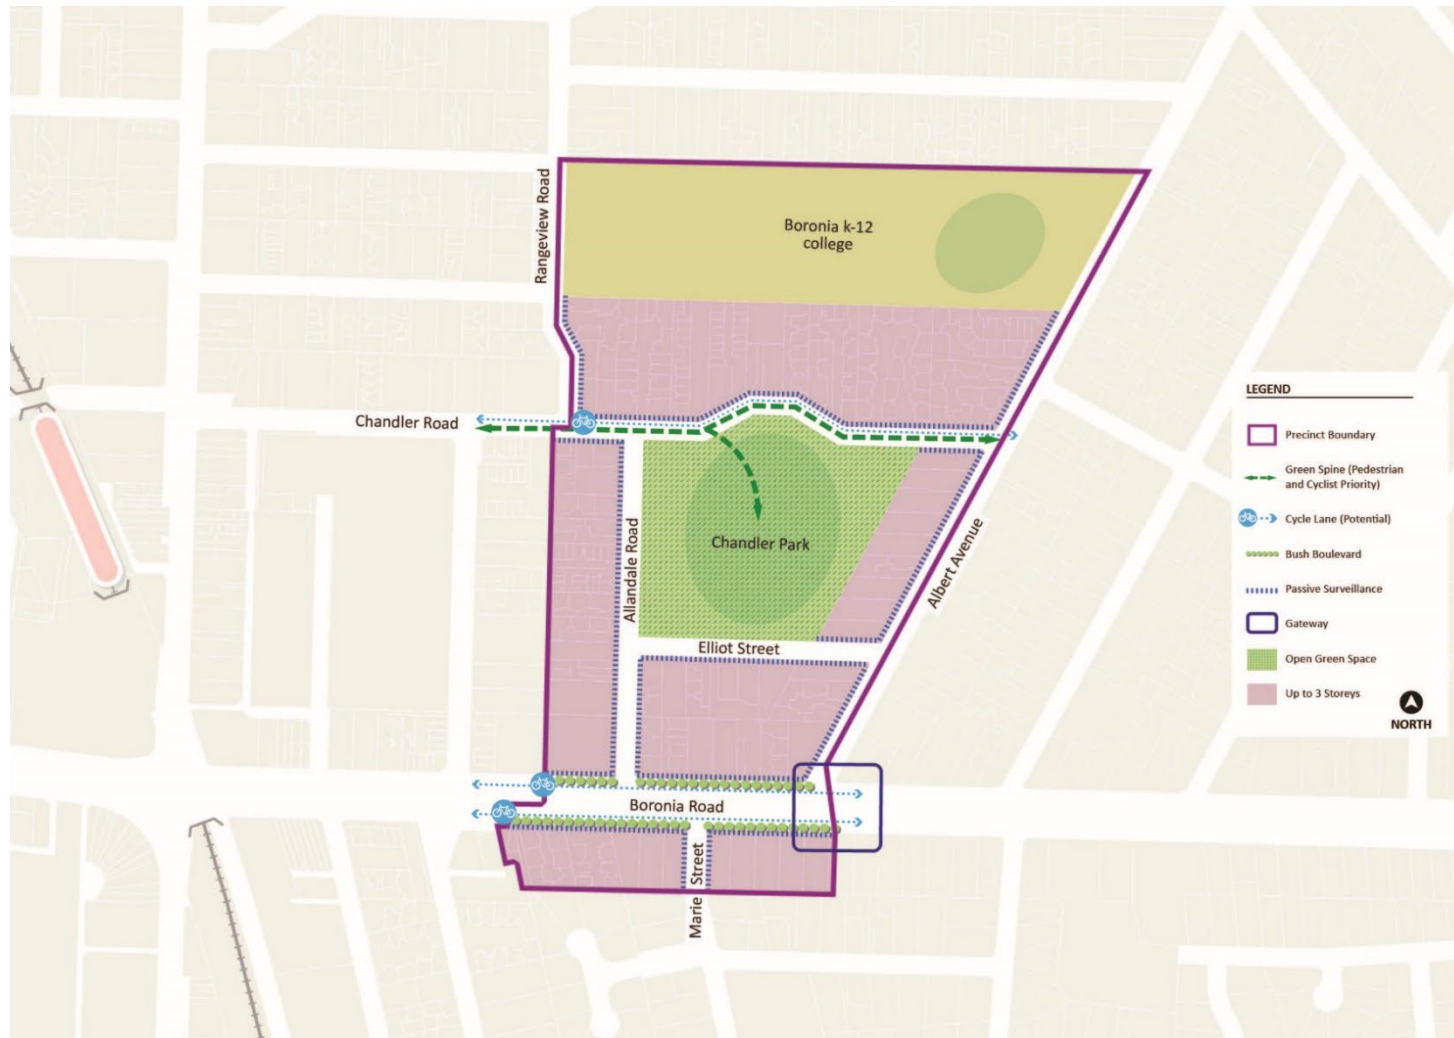 Rangeview Road
Boronia k-12
college
Chandler Road
Allandale Road
Chandler Park
Albert Avenue
Elliot Street
Boronia Road
Marie Street
LEGEND
Precinct Boundary
Green Spine (Pedestrian
and Cyclist Priority)
Cycle Lane (Potential)
Bush Boulevard
Passive Surveillance
Gateway
Open Green Space
Up to 3 Storeys
NORTH